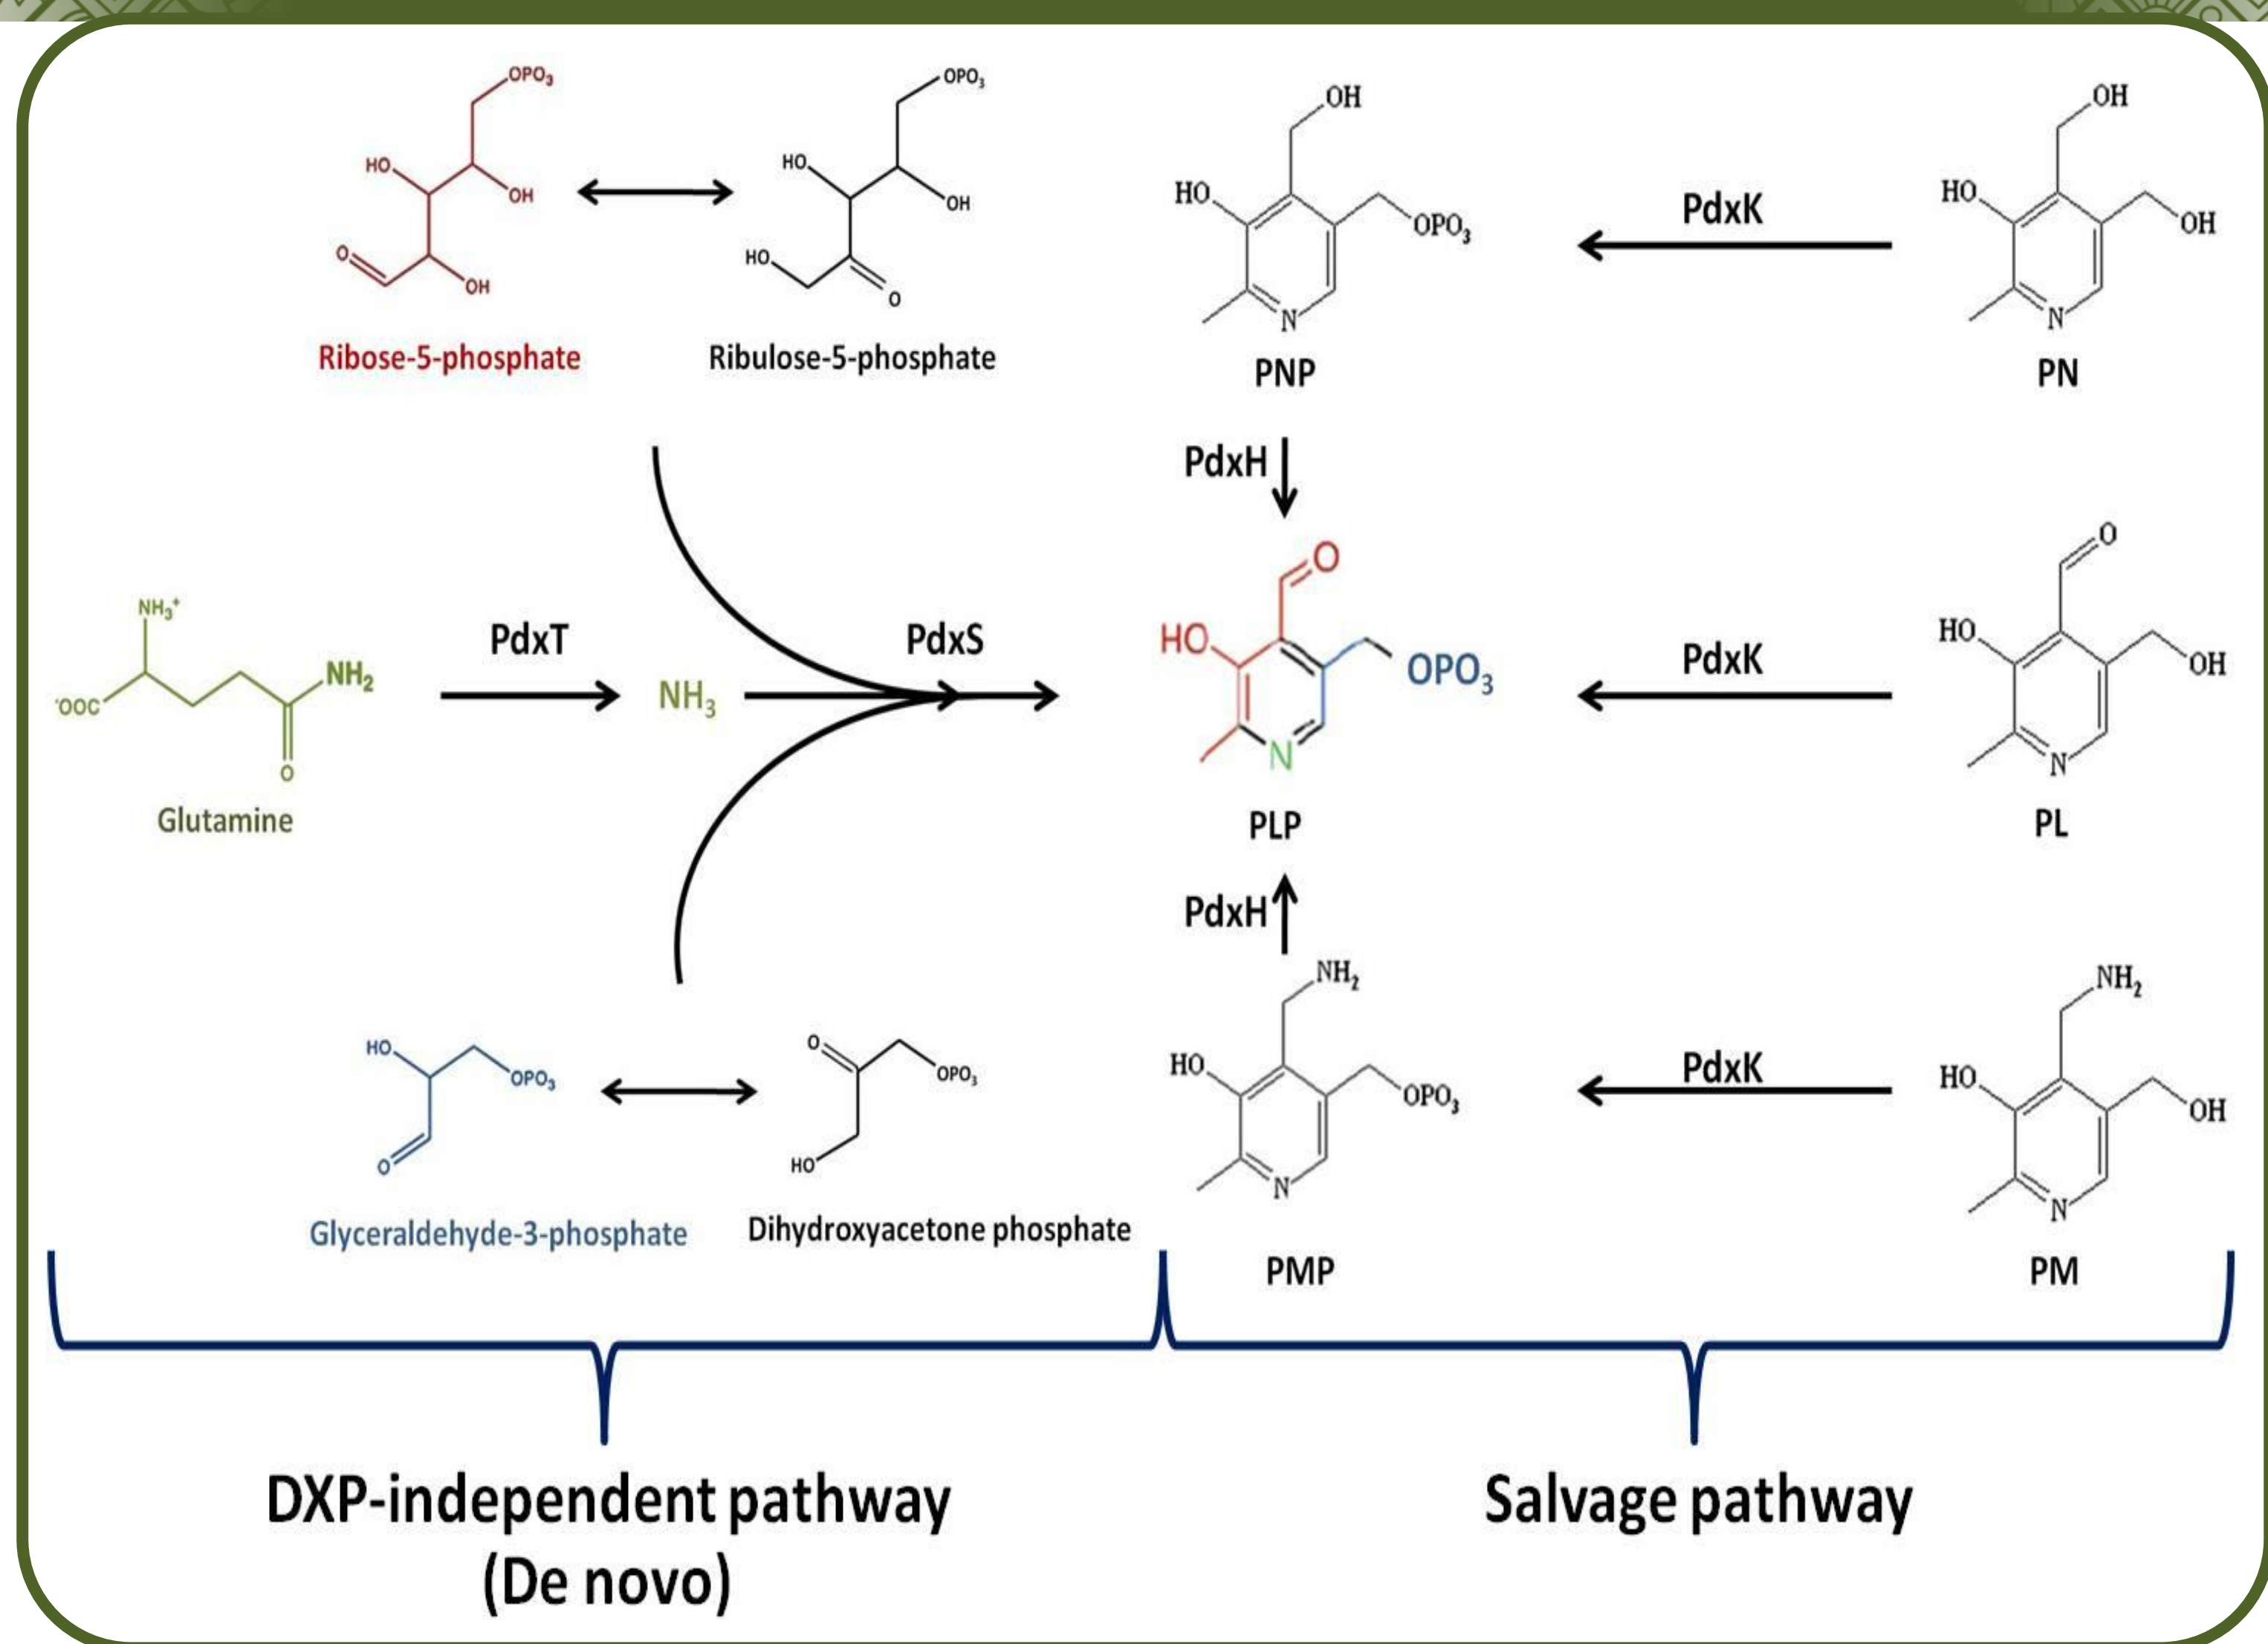 OPO3
HO
OH
O
OH
Ribose-5-phosphate
OPO3
HO
OH
HO
O
Ribulose-5-phosphate
OH
HO
OPO3
N
PNP
PdxK
OH
HO
OH
N
PN
PdxH
NH3+
-OOC
NH2
O
Glutamine
PdxT
NH3
PdxS
O
HO
OPO3
N
PLP
PdxK
O
HO
OH
N
PL
PdxH
HO
OPO3
O
Glyceraldehyde-3-phosphate
O
OPO3
HO
Dihydroxyacetone phosphate
NH2
HO
OPO3
N
PMP
PdxK
NH2
HO
OH
N
PM
DXP-independent pathway
(De novo)
Salvage pathway